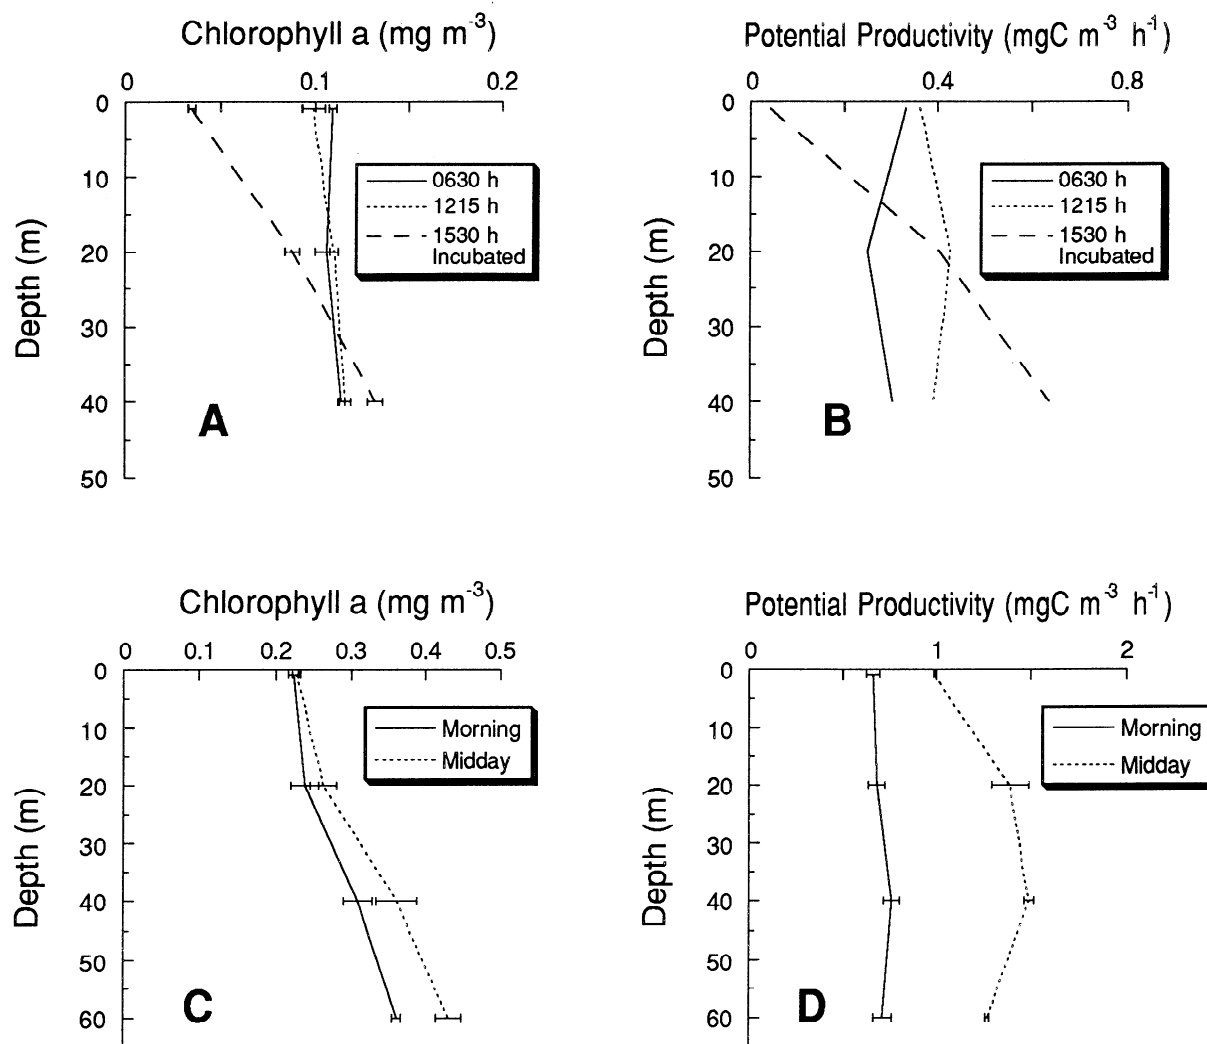 Chlorophyll a (mg m-3)
0 0.1 0.2
0
10
20
30
40
50
Depth (m)
0630 h
1215 h
1530 h
Incubated
A
Potential Productivity (mgC m-3 h-1)
0 0.4 0.8
0
10
20
30
40
50
Depth (m)
0630 h
1215 h
1530 h
Incubated
B
Chlorophyll a (mg m-3)
0 0.1 0.2 0.3 0.4 0.5
0
10
20
30
40
50
60
Depth (m)
Morning
Midday
C
Potential Productivity (mgC m-3 h-1)
0 1 2
0
10
20
30
40
50
60
Depth (m)
Morning
Midday
D